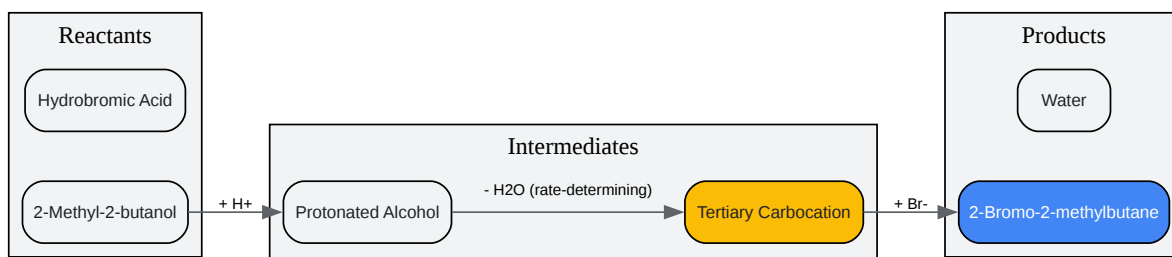 Reactants
Hydrobromic Acid
2-Methyl-2-butanol
+ H+
Intermediates
Protonated Alcohol
- H2O (rate-determining)
Tertiary Carbocation
+ Br-
Products
Water
2-Bromo-2-methylbutane